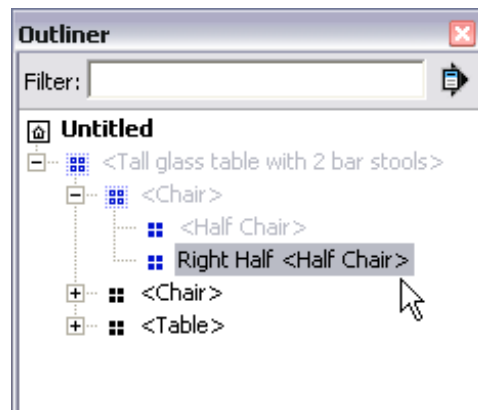 Outliner
Filter:
Untitled
<Tall glass table with 2 bar stools>
<Chair>
<Half Chair>
Right Half <Half Chair>
<Chair>
<Table>